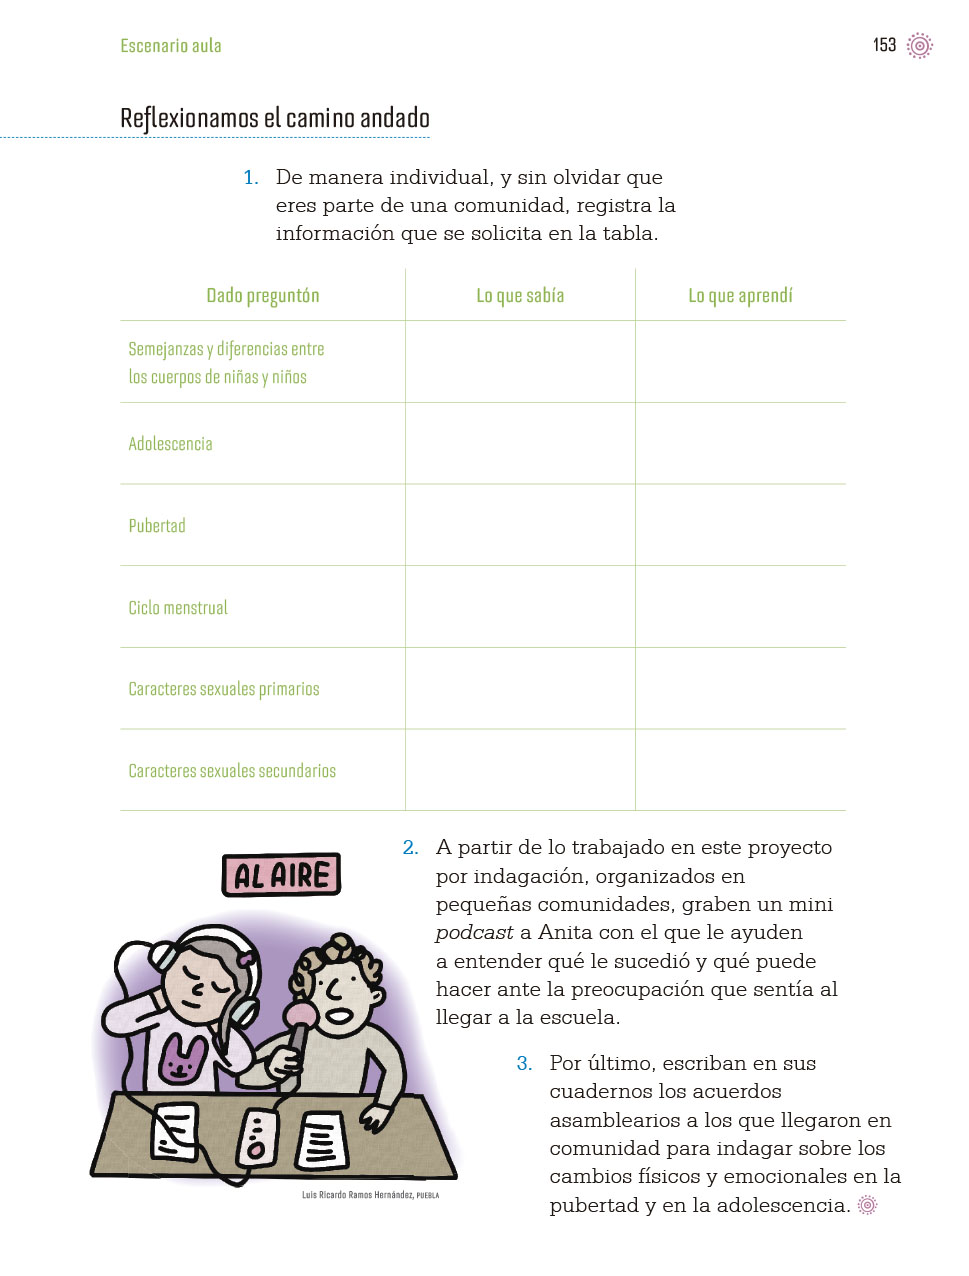 Escenario aula
153
Reflexionamos el camino andado
1. De manera individual, y sin olvidar que
eres parte de una comunidad, registra la
información que se solicita en la tabla.
Dado preguntón Lo que sabía Lo que aprendí
Semejanzas y diferencias entre
los cuerpos de niñas y niños
Adolescencia
Pubertad
Ciclo menstrual
Caracteres sexuales primarios
Caracteres sexuales secundarios
AL AIRE
2. A partir de lo trabajado en este proyecto
por indagación, organizados en
pequeñas comunidades, graben un mini
podcast a Anita con el que le ayuden
a entender qué le sucedió y qué puede
hacer ante la preocupación que sentía al
llegar a la escuela.
3. Por último, escriban en sus
cuadernos los acuerdos
asamblearios a los que llegaron en
comunidad para indagar sobre los
cambios físicos y emocionales en la
pubertad y en la adolescencia.
Luis Ricardo Ramos Hernández, PUEBLA